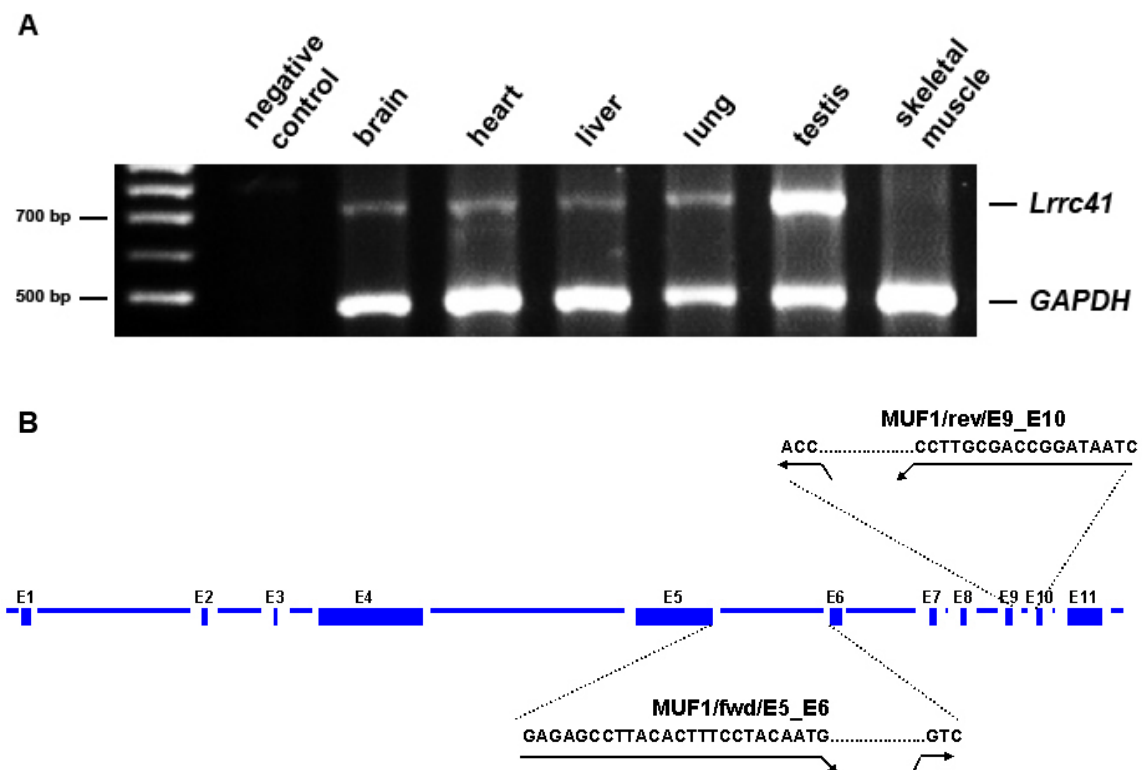 A
negative
control
brain
heart
liver
lung
testis
skeletal
muscle
700 bp
Lrrc41
500 bp
GAPDH
B
MUF1/rev/E9_E10
ACC...................CCTTGCGACCGGATAATC
E1
E2
E3
E4
E5
E6
E7
E8
E9
E10
E11
MUF1/fwd/E5_E6
GAGAGCCTTACACTTTCCTACAATG..................GTC